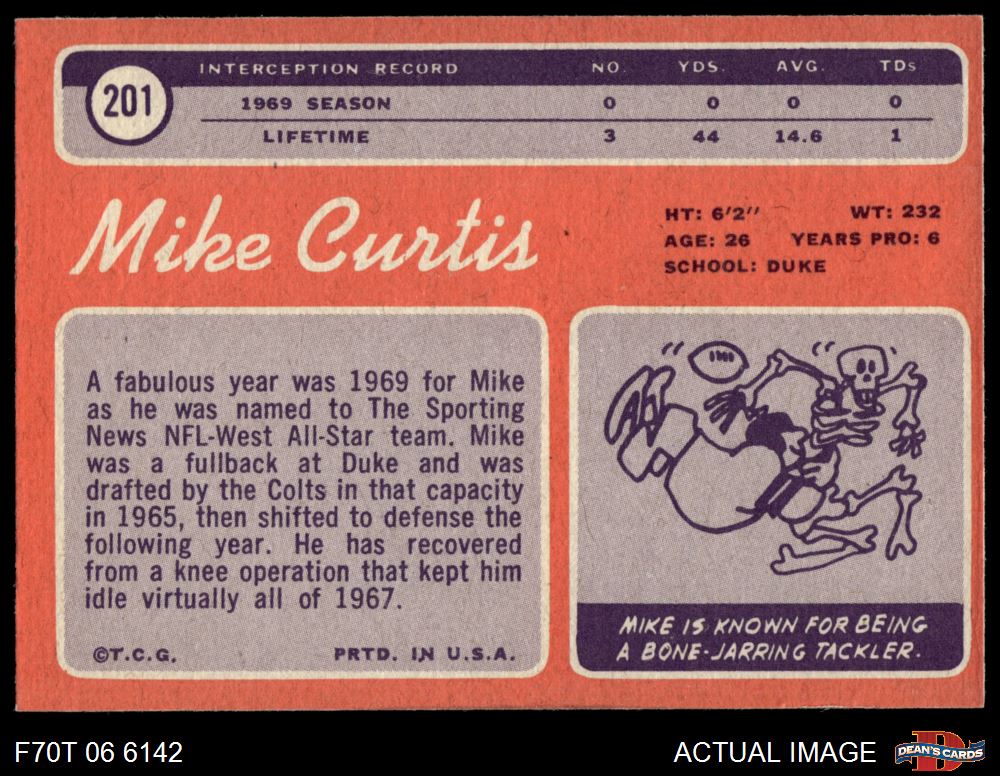 201
INTERCEPTION RECORD NO. YDS. AVG. TDs
1969 SEASON 0 0 0 0
LIFETIME 3 44 14.6 1
Mike Curtis
HT: 6'2" WT: 232
AGE: 26 YEARS PRO: 6
SCHOOL: DUKE
A fabulous year was 1969 for Mike
as he was named to The Sporting
News NFL-West All-Star team. Mike
was a fullback at Duke and was
drafted by the Colts in that capacity
in 1965, then shifted to defense the
following year. He has recovered
from a knee operation that kept him
idle virtually all of 1967.
©T.C.G. PRTD. IN U.S.A.
MIKE IS KNOWN FOR BEING
A BONE-JARRING TACKLER.
F70T 06 6142
ACTUAL IMAGE
D
DEAN'S CARDS